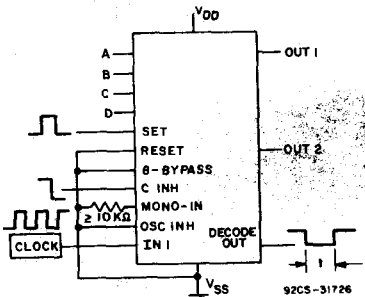 VDD
A
B
C
D
SET
RESET
8-BYPASS
C INH
MONO-IN
≥ 10 KΩ
OSC INH
CLOCK
IN 1
OUT 1
OUT 2
DECODE
OUT
t
VSS
92CS-31726